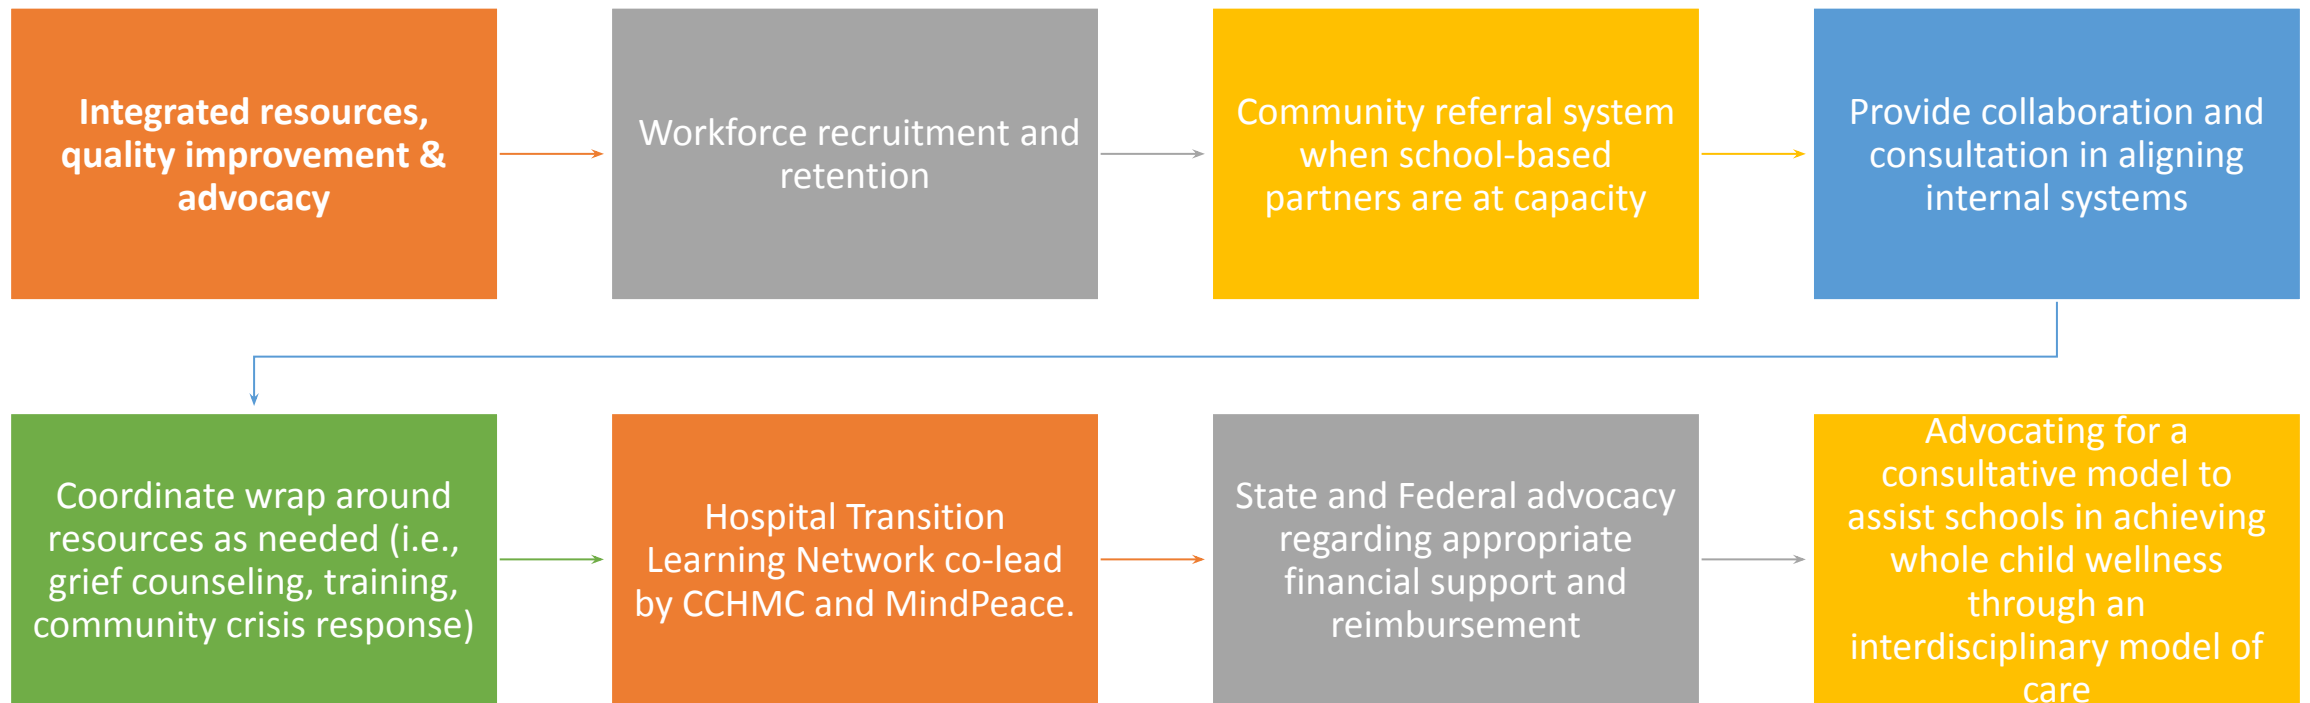 Integrated resources,
quality improvement &
advocacy
Workforce recruitment and
retention
Community referral system
when school-based
partners are at capacity
Provide collaboration and
consultation in aligning
internal systems
Coordinate wrap around
resources as needed (i.e.,
grief counseling, training,
community crisis response)
Hospital Transition
Learning Network co-lead
by CCHMC and MindPeace.
State and Federal advocacy
regarding appropriate
financial support and
reimbursement
Advocating for a
consultative model to
assist schools in achieving
whole child wellness
through an
interdisciplinary model of
care